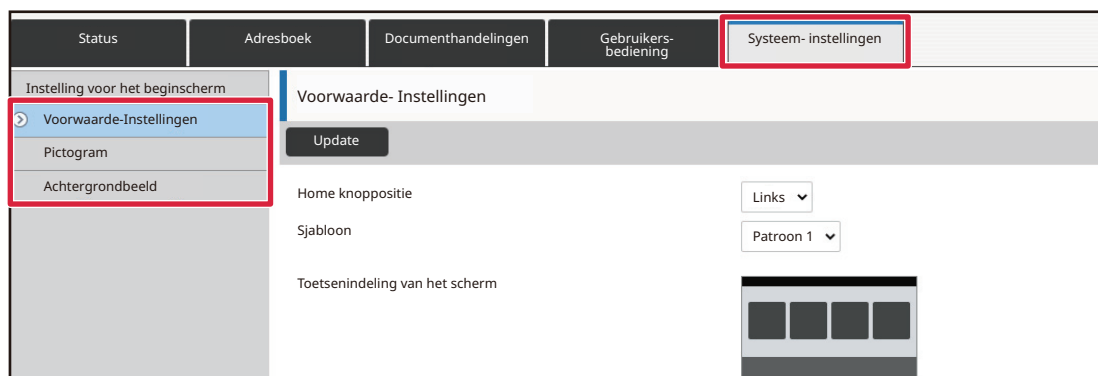 Status
Adresboek
Documenthandelingen
Gebruikers-
bediening
Systeem- instellingen
Instelling voor het beginscherm
Voorwaarde-Instellingen
Pictogram
Achtergrondbeeld
Voorwaarde- Instellingen
Update
Home knoppositie
Links
Sjabloon
Patroon 1
Toetsenindeling van het scherm